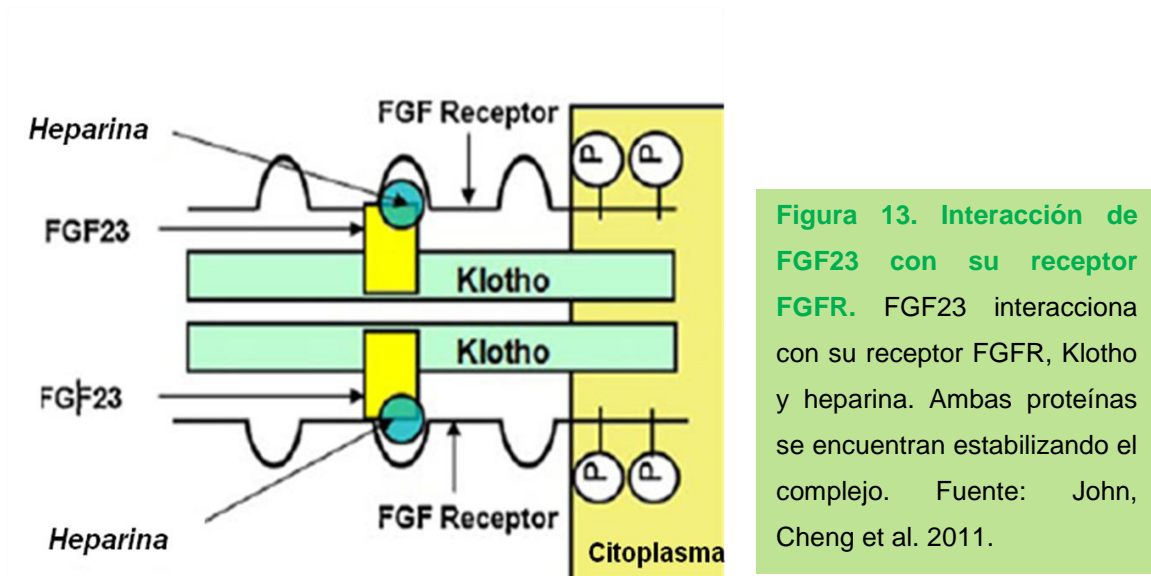 FGF Receptor
Heparina
P P
FGF23
Klotho
Klotho
FGF23
P P
FGF Receptor
Heparina
Citoplasma
Figura 13. Interacción de
FGF23 con su receptor
FGFR. FGF23 interacciona
con su receptor FGFR, Klotho
y heparina. Ambas proteínas
se encuentran estabilizando el
complejo. Fuente: John,
Cheng et al. 2011.